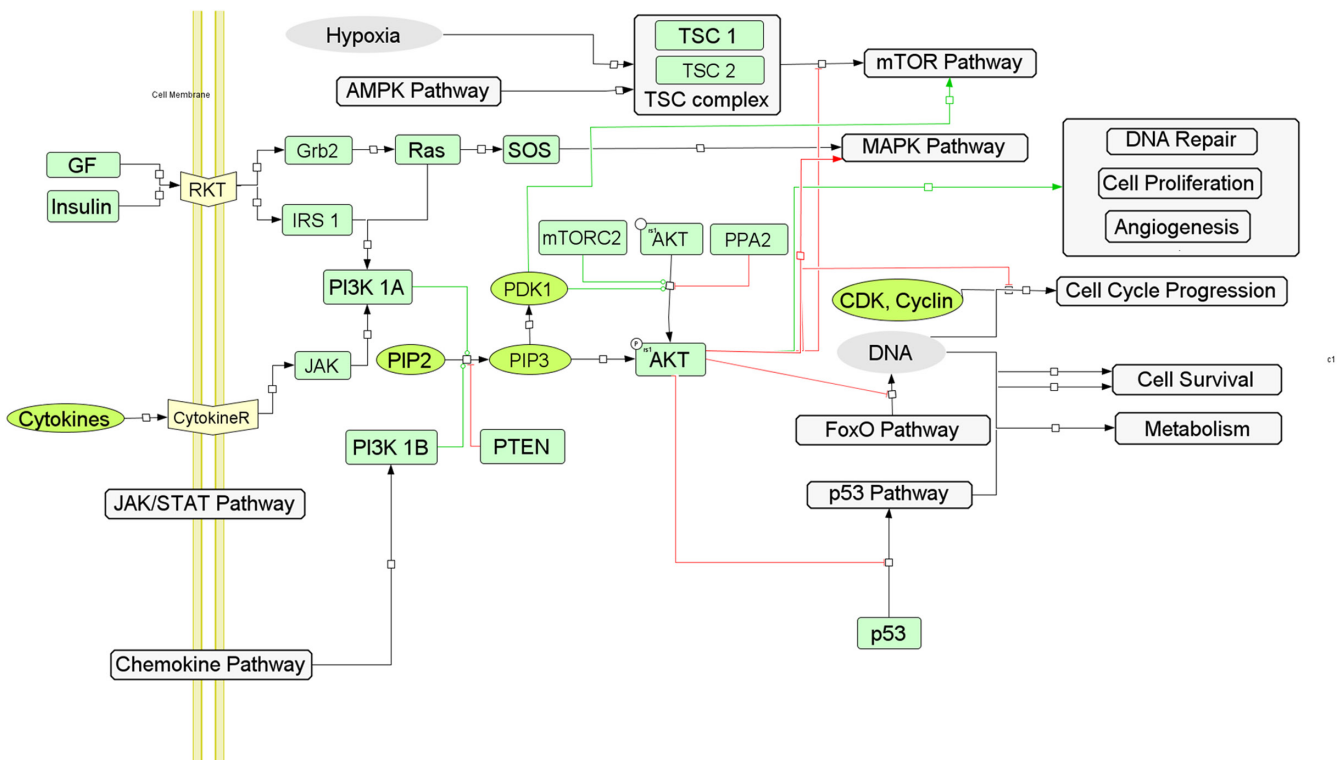 Hypoxia
TSC 1
TSC 2
TSC complex
mTOR Pathway
AMPK Pathway
Cell Membrane
GF
Insulin
RKT
Grb2
Ras
SOS
MAPK Pathway
IRS 1
DNA Repair
Cell Proliferation
Angiogenesis
mTORC2
rs1
AKT
PPA2
PI3K 1A
PDK1
CDK, Cyclin
Cell Cycle Progression
JAK
PIP2
PIP3
P
rs1
AKT
DNA
c1
Cell Survival
Cytokines
CytokineR
PI3K 1B
PTEN
FoxO Pathway
Metabolism
JAK/STAT Pathway
p53 Pathway
p53
Chemokine Pathway